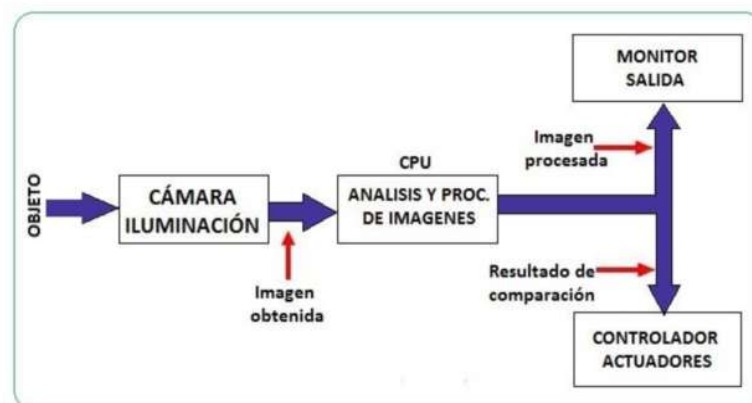 OBJETO
CÁMARA
ILUMINACIÓN
Imagen
obtenida
CPU
ANALISIS Y PROC.
DE IMAGENES
Imagen
procesada
MONITOR
SALIDA
Resultado de
comparación
CONTROLADOR
ACTUADORES